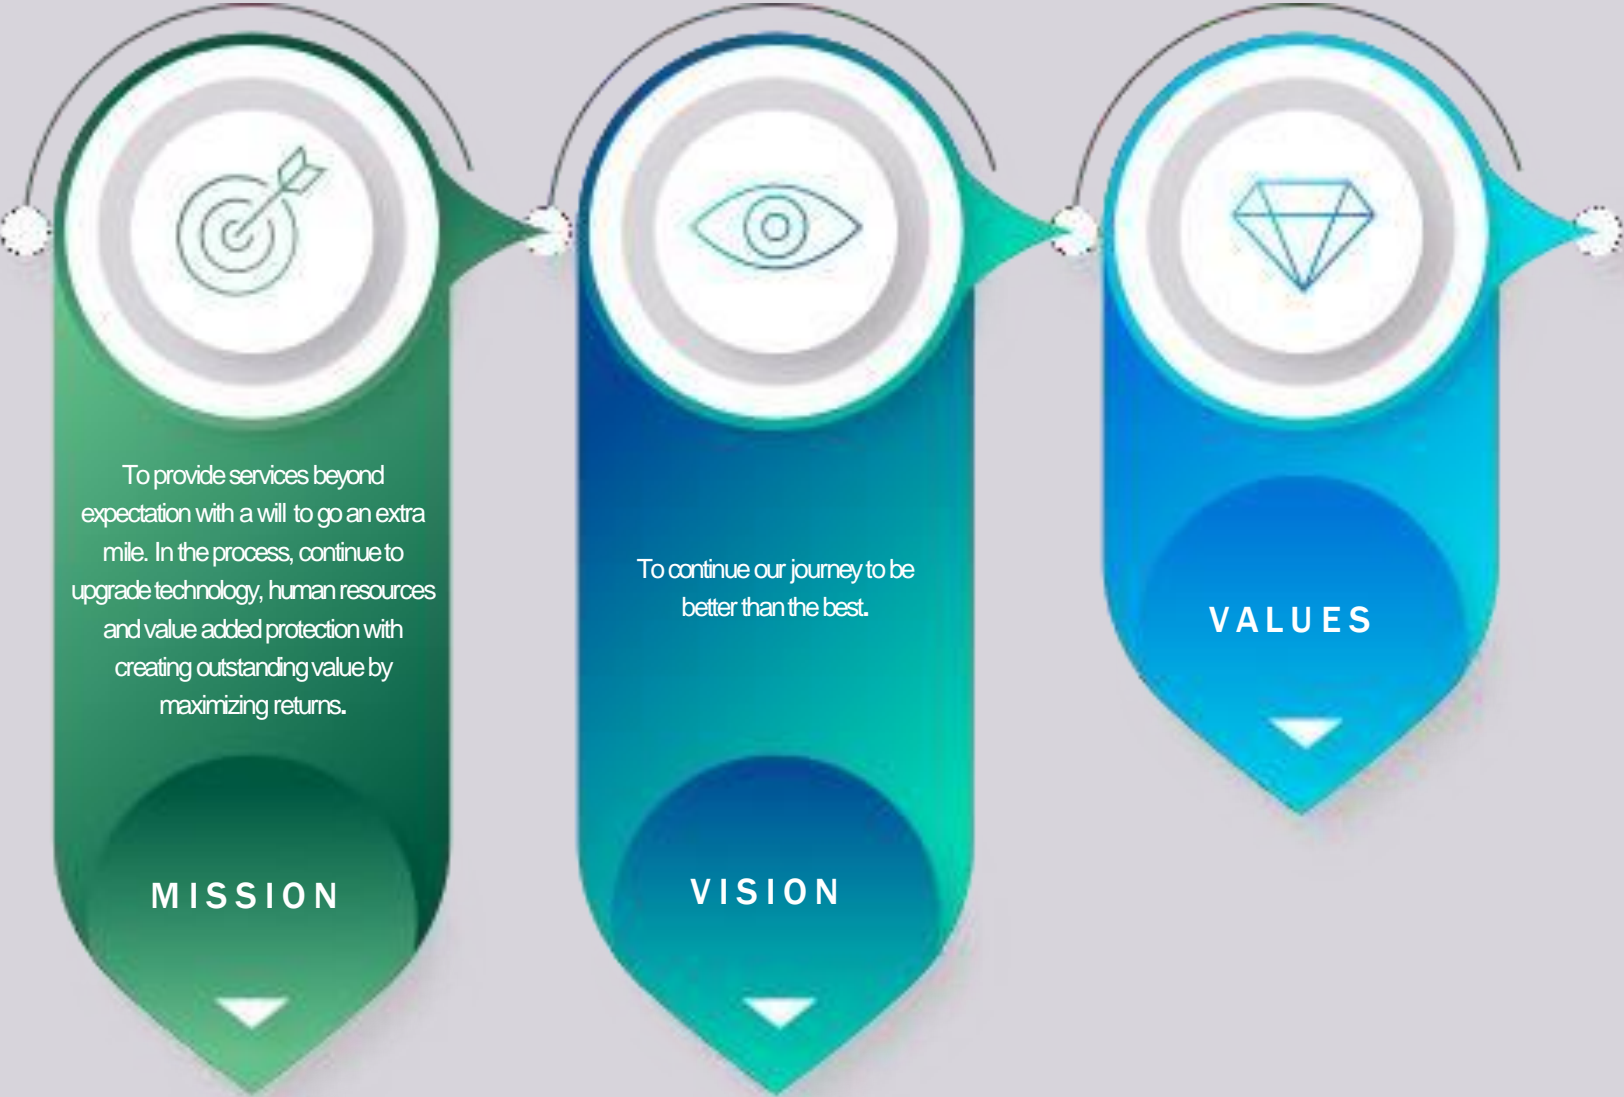 To provide services beyond
expectation with a will to go an extra
mile. In the process, continue to
upgrade technology, human resources
and value added protection with
creating outstanding value by
maximizing returns.
MISSION
To continue our journey to be
better than the best.
VISION
VALUES